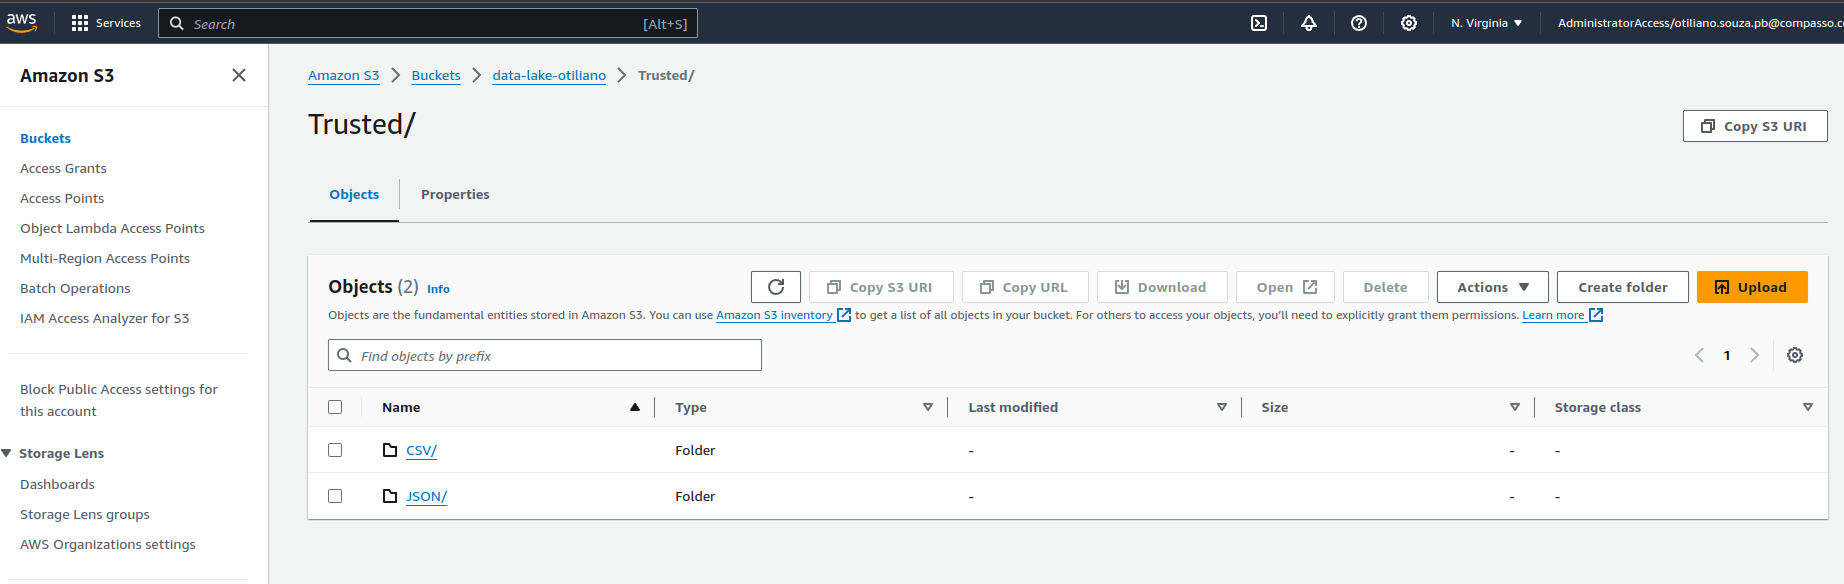 aws Services Search [Alt+S] N. Virginia AdministratorAccess/otiliano.souza.pb@compasso.c
Amazon S3
Buckets
Access Grants
Access Points
Object Lambda Access Points
Multi-Region Access Points
Batch Operations
IAM Access Analyzer for S3
Block Public Access settings for
this account
Storage Lens
Dashboards
Storage Lens groups
AWS Organizations settings
Amazon S3 Buckets data-lake-otiliano Trusted/
Trusted/
Copy S3 URI
Objects Properties
Objects (2) Info Copy S3 URI Copy URL Download Open Delete Actions Create folder Upload
Objects are the fundamental entities stored in Amazon S3. You can use Amazon S3 inventory to get a list of all objects in your bucket. For others to access your objects, you'll need to explicitly grant them permissions. Learn more
Find objects by prefix 1
Name Type Last modified Size Storage class
CSV/ Folder - - -
JSON/ Folder - - -